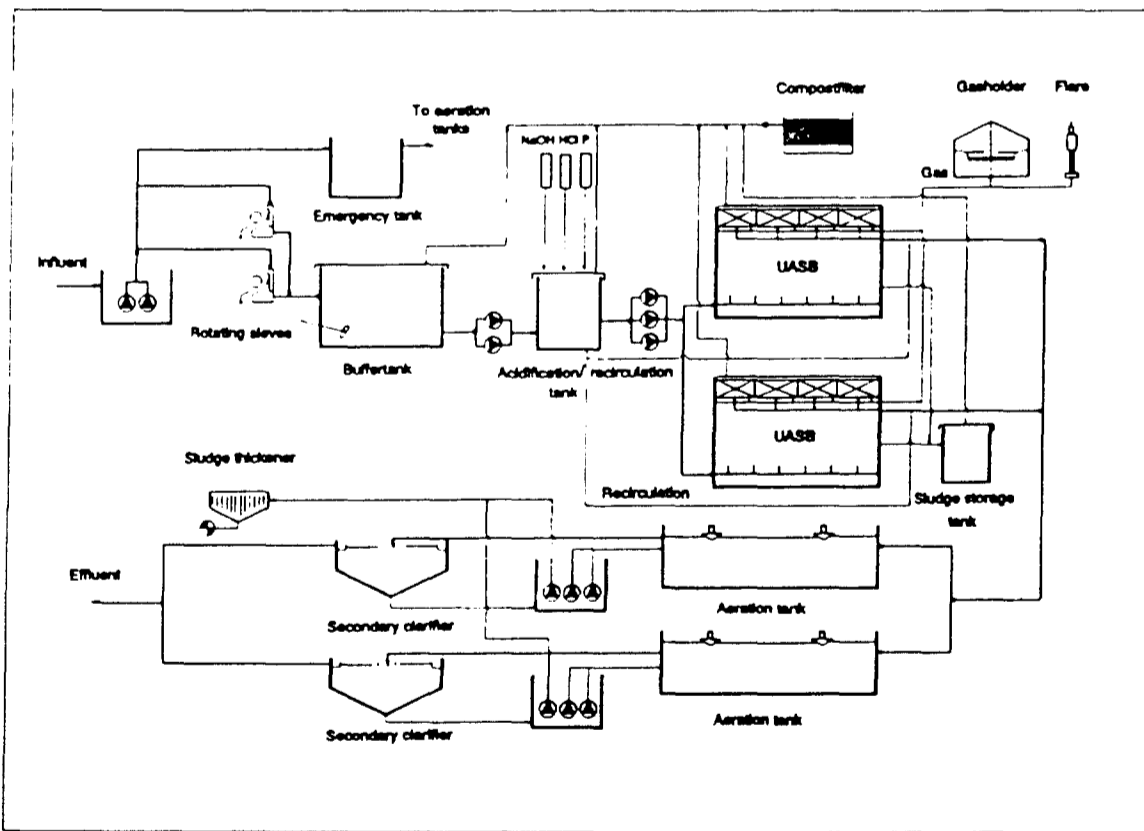 Compostfilter
Gasholder
Flare
To aeration
tanks
NaOH HCl P
Gas
Emergency tank
Influent
UASB
Rotating sieves
Buffertank
Acidification/ recirculation
tank
UASB
Sludge thickener
Recirculation
Sludge storage
tank
Effluent
Aeration tank
Secondary clarifier
Aeration tank
Secondary clarifier